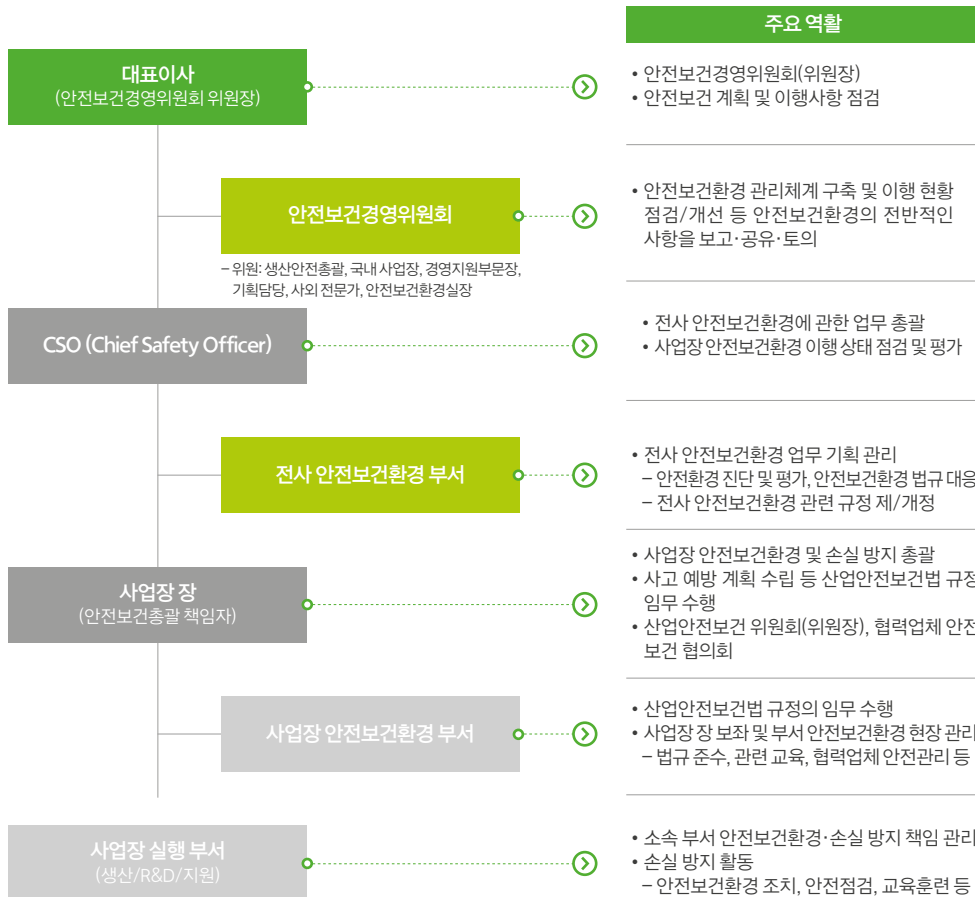 주요 역할
대표이사
(안전보건경영위원회 위원장)
• 안전보건경영위원회(위원장)
• 안전보건 계획 및 이행사항 점검
안전보건경영위원회
– 위원: 생산안전총괄, 국내 사업장, 경영지원부문장,
기획담당, 사외 전문가, 안전보건환경실장
• 안전보건환경 관리체계 구축 및 이행 현황
점검/개선 등 안전보건환경의 전반적인
사항을 보고·공유·토의
CSO (Chief Safety Officer)
• 전사 안전보건환경에 관한 업무 총괄
• 사업장 안전보건환경 이행 상태 점검 및 평가
전사 안전보건환경 부서
• 전사 안전보건환경 업무 기획 관리
– 안전환경 진단 및 평가, 안전보건환경 법규 대응
– 전사 안전보건환경 관련 규정 제/개정
사업장 장
(안전보건총괄 책임자)
• 사업장 안전보건환경 및 손실 방지 총괄
• 사고 예방 계획 수립 등 산업안전보건법 규정
임무 수행
• 산업안전보건 위원회(위원장), 협력업체 안전
보건 협의회
사업장 안전보건환경 부서
• 산업안전보건법 규정의 임무 수행
• 사업장 장 보좌 및 부서 안전보건환경 현장 관리
– 법규 준수, 관련 교육, 협력업체 안전관리 등
사업장 실행 부서
(생산/R&D/지원)
• 소속 부서 안전보건환경·손실 방지 책임 관리
• 손실 방지 활동
– 안전보건환경 조치, 안전점검, 교육훈련 등